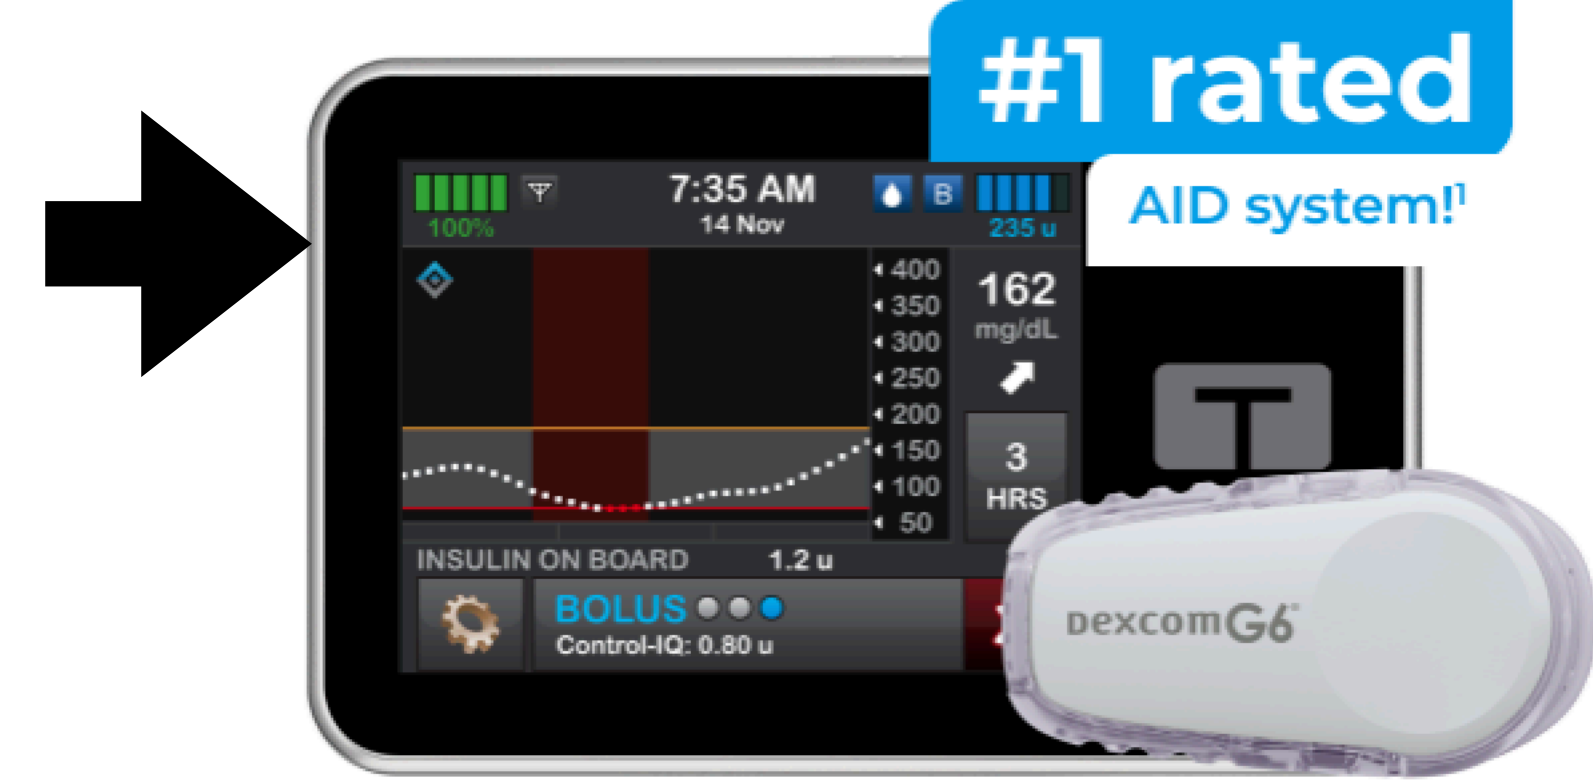 #1 rated
AID system!¹
7:35 AM
14 Nov
100%
B
235 u
400
350
300
250
200
150
100
50
162
mg/dL
3
HRS
INSULIN ON BOARD 1.2 u
BOLUS
Control-IQ: 0.80 u
T
DexcomG6